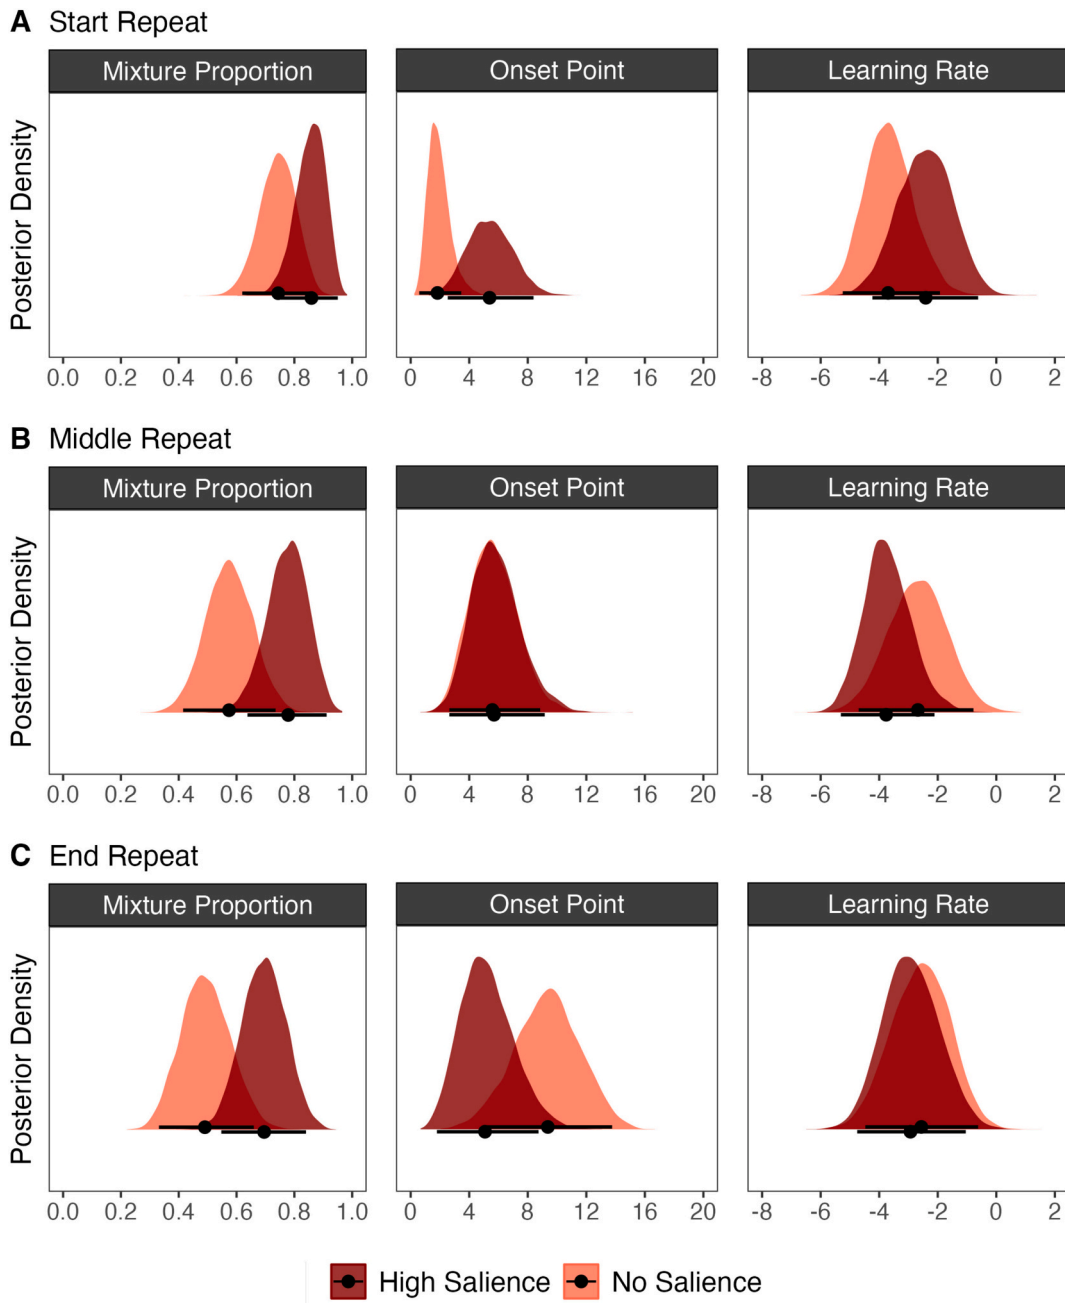 A Start Repeat
Mixture Proportion Onset Point Learning Rate
Posterior Density
0.0 0.2 0.4 0.6 0.8 1.0 0 4 8 12 16 20 -8 -6 -4 -2 0 2
B Middle Repeat
Mixture Proportion Onset Point Learning Rate
Posterior Density
0.0 0.2 0.4 0.6 0.8 1.0 0 4 8 12 16 20 -8 -6 -4 -2 0 2
C End Repeat
Mixture Proportion Onset Point Learning Rate
Posterior Density
0.0 0.2 0.4 0.6 0.8 1.0 0 4 8 12 16 20 -8 -6 -4 -2 0 2
High Salience No Salience